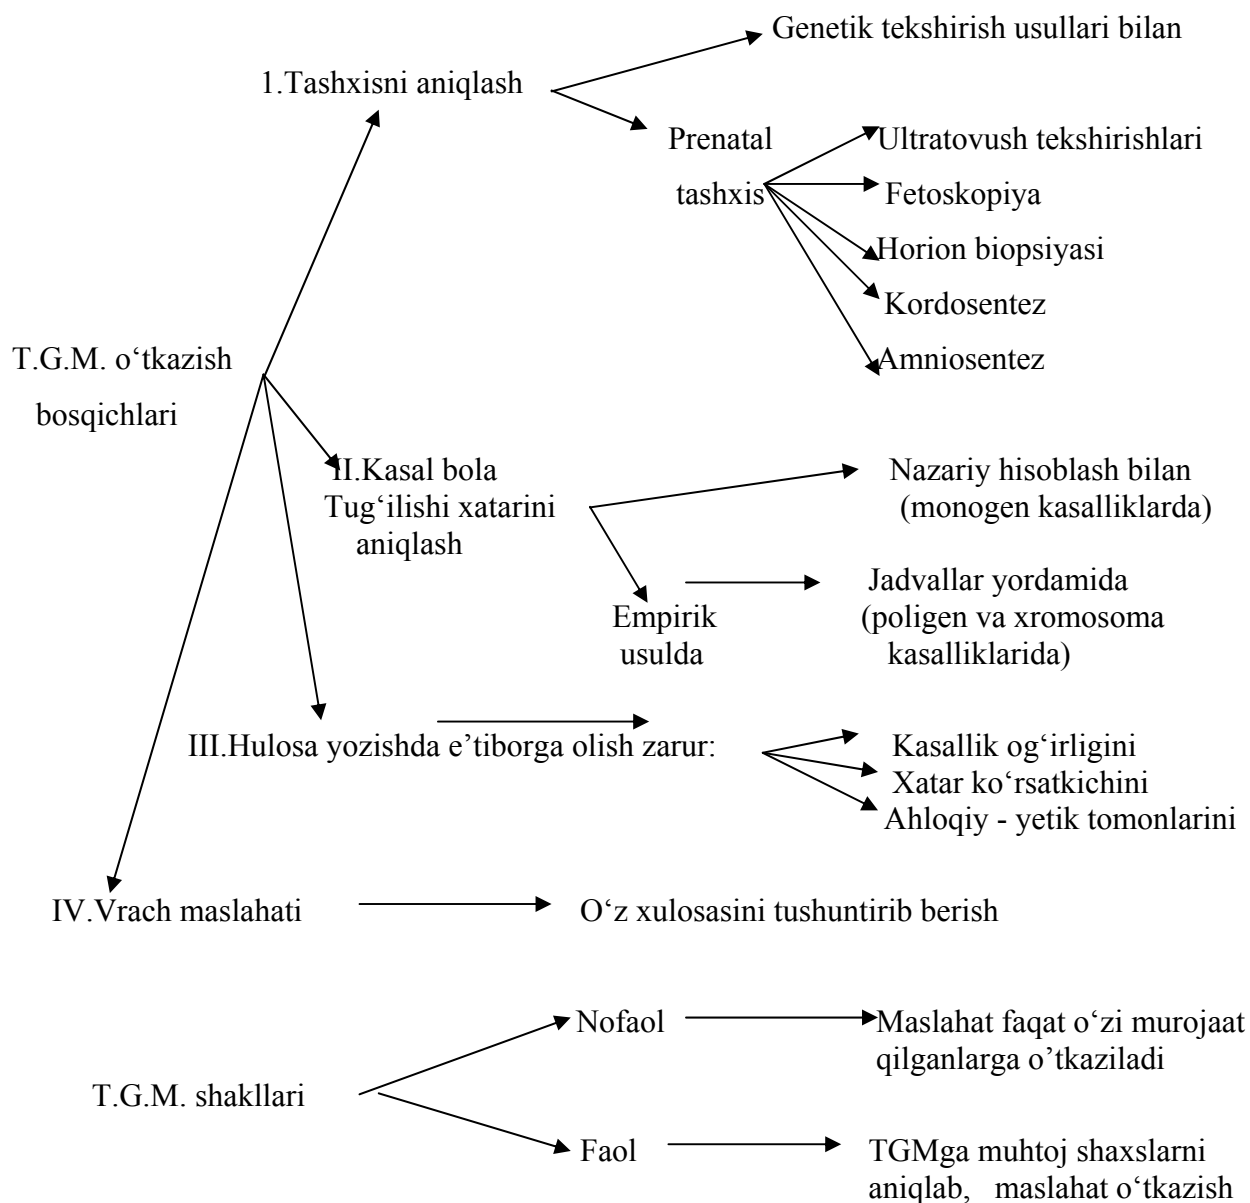 Genetik tekshirish usullari bilan
1.Tashxisni aniqlash
Prenatal
tashxis
Ultratovush tekshirishlari
Fetoskopiya
Horion biopsiyasi
Kordosentez
Amniosentez
T.G.M. o‘tkazish
bosqichlari
II.Kasal bola
Tug‘ilishi xatarini
aniqlash
Nazariy hisoblash bilan
(monogen kasalliklarda)
Empirik
usulda
Jadvallar yordamida
(poligen va xromosoma
kasalliklarida)
III.Hulosa yozishda e’tiborga olish zarur:
Kasallik og‘irligini
Xatar ko‘rsatkichini
Ahloqiy - yetik tomonlarini
IV.Vrach maslahati
O‘z xulosasini tushuntirib berish
T.G.M. shakllari
Nofaol
Maslahat faqat o‘zi murojaat
qilganlarga o’tkaziladi
Faol
TGMga muhtoj shaxslarni
aniqlab, maslahat o‘tkazish